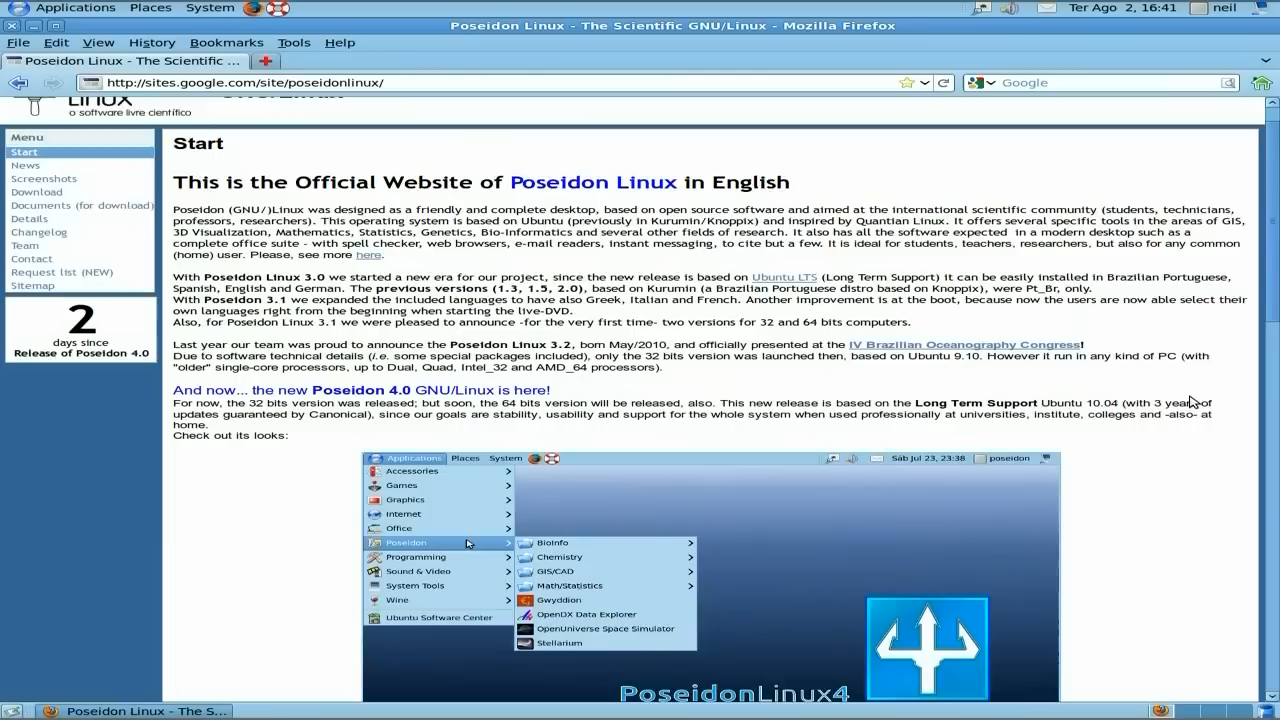 Applications Places System Ter Ago 2, 16:41 neil
Poseidon Linux - The Scientific GNU/Linux - Mozilla Firefox
File Edit View History Bookmarks Tools Help
Poseidon Linux - The Scientific ...
http://sites.google.com/site/poseidonlinux/ Google
Linux
o software livre científico
Menu
Start
News
Screenshots
Download
Documents (for download)
Details
Changelog
Team
Contact
Request list (NEW)
Sitemap
2
days since
Release of Poseidon 4.0
Start
This is the Official Website of Poseidon Linux in English
Poseidon (GNU/)Linux was designed as a friendly and complete desktop, based on open source software and aimed at the international scientific community (students, technicians,
professors, researchers). This operating system is based on Ubuntu (previously in Kurumin/Knoppix) and inspired by Quantian Linux. It offers several specific tools in the areas of GIS,
3D Visualization, Mathematics, Statistics, Genetics, Bio-Informatics and several other fields of research. It also has all the software expected in a modern desktop such as a
complete office suite - with spell checker, web browsers, e-mail readers, instant messaging, to cite but a few. It is ideal for students, teachers, researchers, but also for any common
(home) user. Please, see more here.
With Poseidon Linux 3.0 we started a new era for our project, since the new release is based on Ubuntu LTS (Long Term Support) it can be easily installed in Brazilian Portuguese,
Spanish, English and German. The previous versions (1.3, 1.5, 2.0), based on Kurumin (a Brazilian Portuguese distro based on Knoppix), were Pt_Br, only.
With Poseidon 3.1 we expanded the included languages to have also Greek, Italian and French. Another improvement is at the boot, because now the users are now able select their
own languages right from the beginning when starting the live-DVD.
Also, for Poseidon Linux 3.1 we were pleased to announce -for the very first time- two versions for 32 and 64 bits computers.
Last year our team was proud to announce the Poseidon Linux 3.2, born May/2010, and officially presented at the IV Brazilian Oceanography Congress!
Due to software technical details (i.e. some special packages included), only the 32 bits version was launched then, based on Ubuntu 9.10. However it run in any kind of PC (with
"older" single-core processors, up to Dual, Quad, Intel_32 and AMD_64 processors).
And now... the new Poseidon 4.0 GNU/Linux is here!
For now, the 32 bits version was released; but soon, the 64 bits version will be released, also. This new release is based on the Long Term Support Ubuntu 10.04 (with 3 years of
updates guaranteed by Canonical), since our goals are stability, usability and support for the whole system when used professionally at universities, institute, colleges and -also- at
home.
Check out its looks:
Applications Places System Sáb Jul 23, 23:38 poseidon
Accessories
Games
Graphics
Internet
Office
Poseidon
Programming
Sound & Video
System Tools
Wine
Ubuntu Software Center
BioInfo
Chemistry
GIS/CAD
Math/Statistics
Gwyddion
OpenDX Data Explorer
OpenUniverse Space Simulator
Stellarium
PoseidonLinux4
Poseidon Linux - The S...